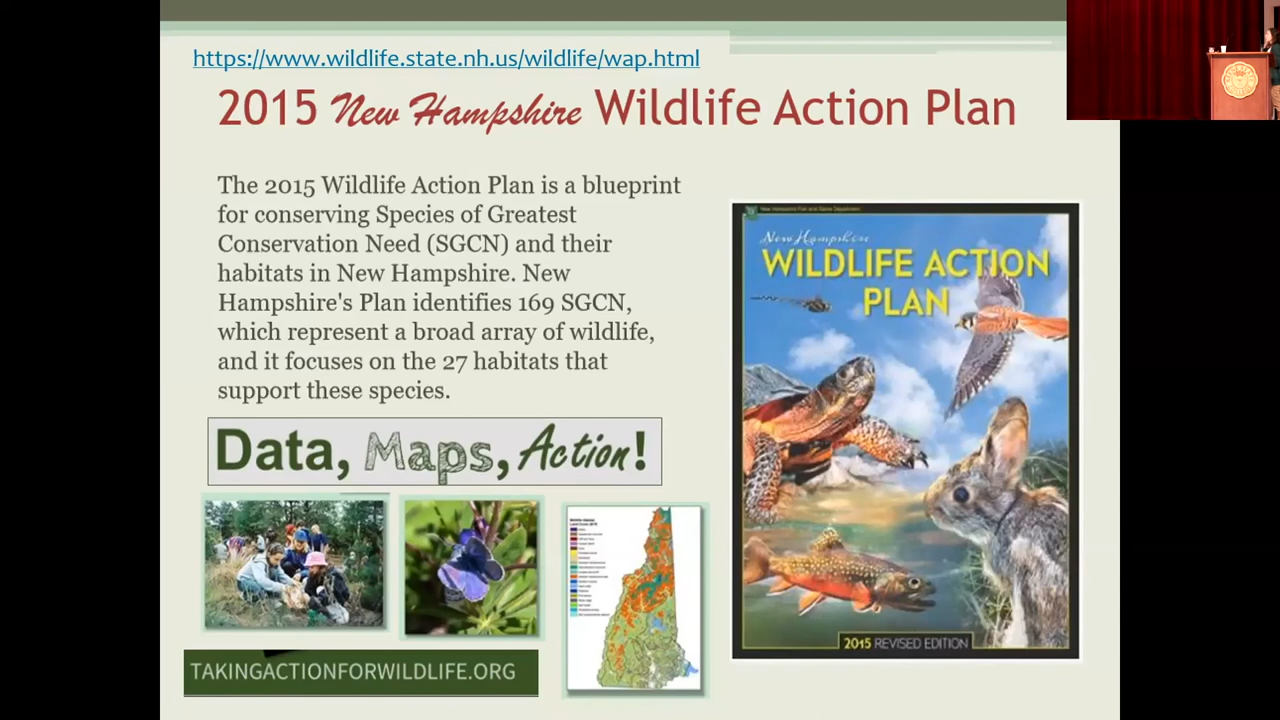 https://www.wildlife.state.nh.us/wildlife/wap.html
2015 New Hampshire Wildlife Action Plan
The 2015 Wildlife Action Plan is a blueprint
for conserving Species of Greatest
Conservation Need (SGCN) and their
habitats in New Hampshire. New
Hampshire's Plan identifies 169 SGCN,
which represent a broad array of wildlife,
and it focuses on the 27 habitats that
support these species.
Data, Maps, Action!
TAKINGACTIONFORWILDLIFE.ORG
New Hampshire Fish and Game Department
New Hampshire
WILDLIFE ACTION
PLAN
2015 REVISED EDITION